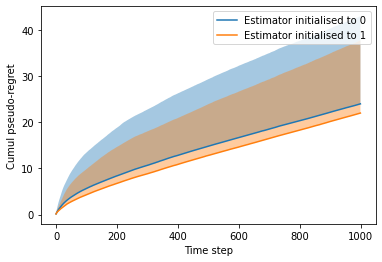 Estimator initialised to 0
Estimator initialised to 1
40
30
20
10
0
Cumul pseudo-regret
0 200 400 600 800 1000
Time step